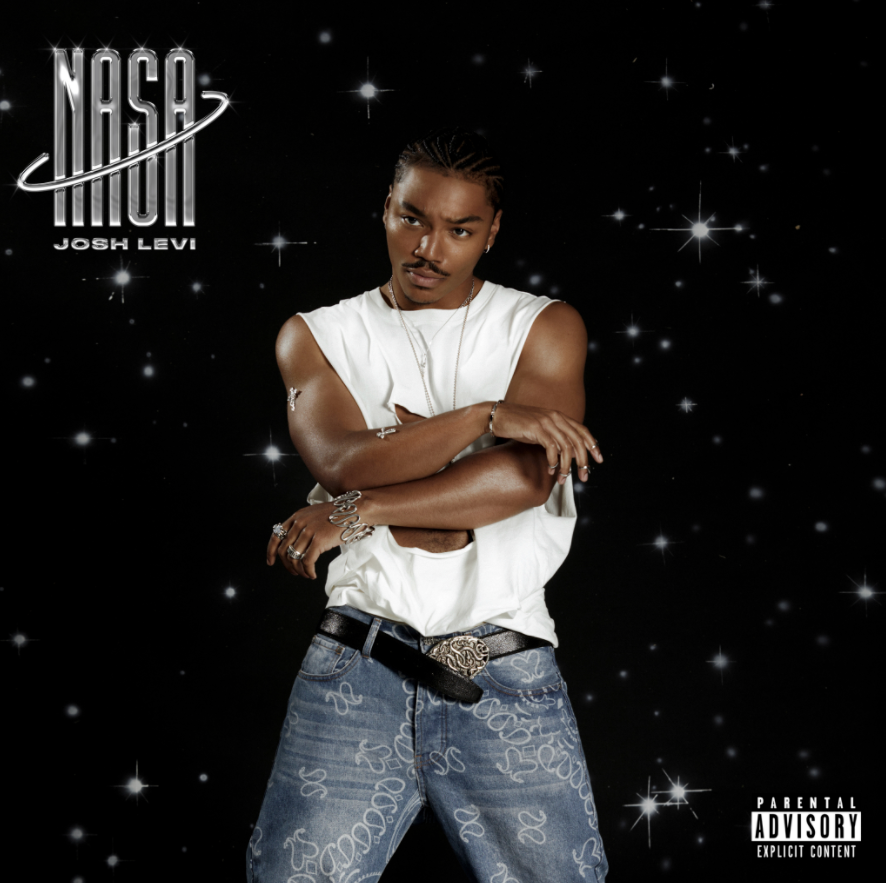 NASA
JOSH LEVI
PARENTAL
ADVISORY
EXPLICIT CONTENT